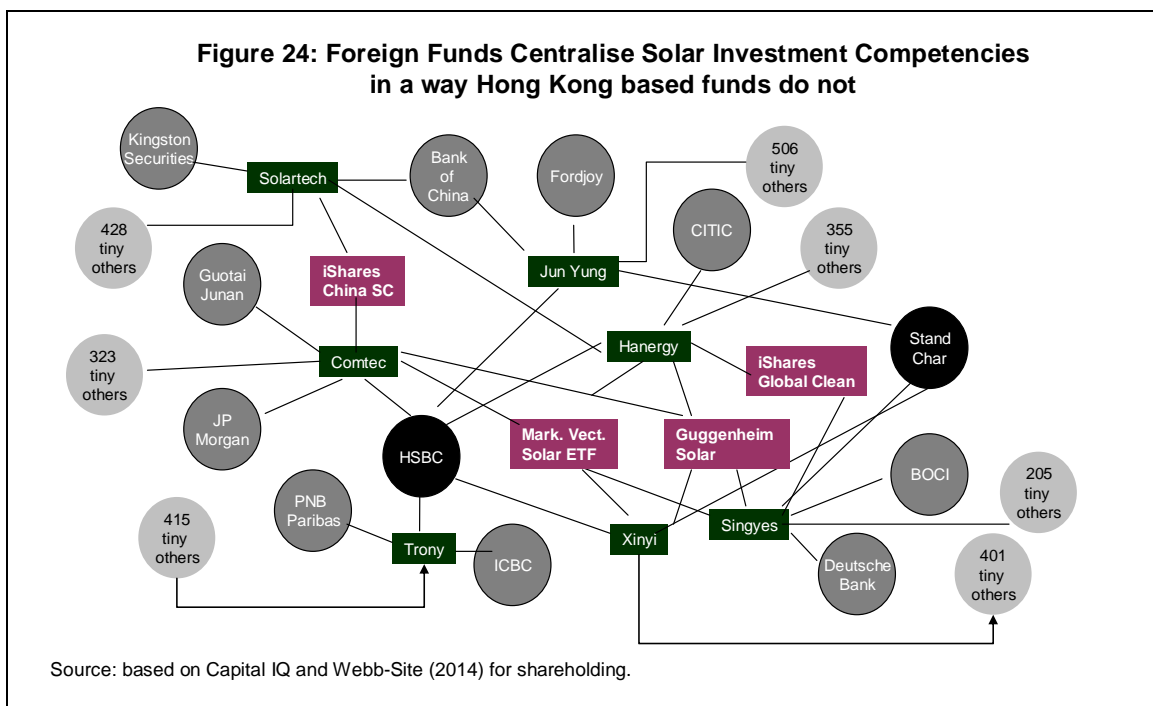 Figure 24: Foreign Funds Centralise Solar Investment Competencies
in a way Hong Kong based funds do not
Kingston
Securities
Solartech
Bank
of
China
Fordjoy
506
tiny
others
428
tiny
others
CITIC
355
tiny
others
Guotai
Junan
iShares
China SC
Jun Yung
Stand
Char
323
tiny
others
Comtec
Hanergy
iShares
Global Clean
JP
Morgan
HSBC
Mark. Vect.
Solar ETF
Guggenheim
Solar
BOCI
205
tiny
others
PNB
Paribas
415
tiny
others
Trony
ICBC
Xinyi
Singyes
Deutsche
Bank
401
tiny
others
Source: based on Capital IQ and Webb-Site (2014) for shareholding.